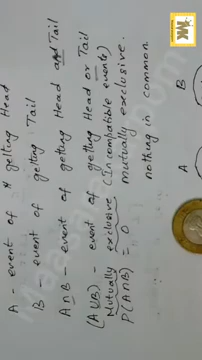 A - event of getting Head
B - event of getting Tail
A∩B - event of getting Head and Tail
(A∪B) - event of getting Head or Tail
Mutually exclusive (Incompatible events)
P(A∩B) = 0 mutually exclusive.
nothing in common
A B